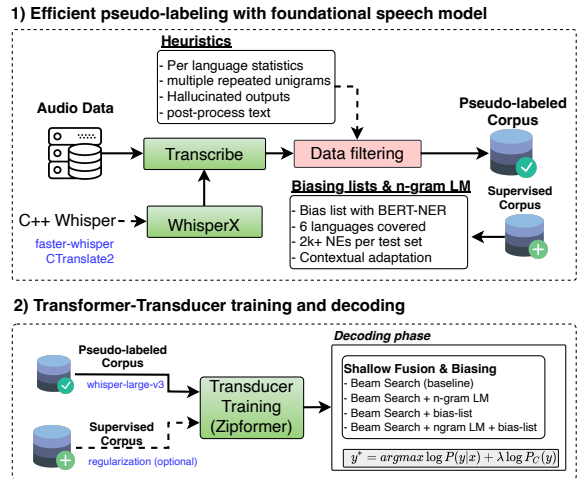 1) Efficient pseudo-labeling with foundational speech model
Heuristics
- Per language statistics
- multiple repeated unigrams
- Hallucinated outputs
- post-process text
Audio Data
Transcribe
Data filtering
Pseudo-labeled
Corpus
C++ Whisper
faster-whisper
CTranslate2
WhisperX
Biasing lists & n-gram LM
- Bias list with BERT-NER
- 6 languages covered
- 2k+ NEs per test set
- Contextual adaptation
Supervised
Corpus
2) Transformer-Transducer training and decoding
Pseudo-labeled
Corpus
whisper-large-v3
Supervised
Corpus
regularization (optional)
Transducer
Training
(Zipformer)
Decoding phase
Shallow Fusion & Biasing
- Beam Search (baseline)
- Beam Search + n-gram LM
- Beam Search + bias-list
- Beam Search + ngram LM + bias-list
y* = argmax log P(y|x) + λ log P_C(y)